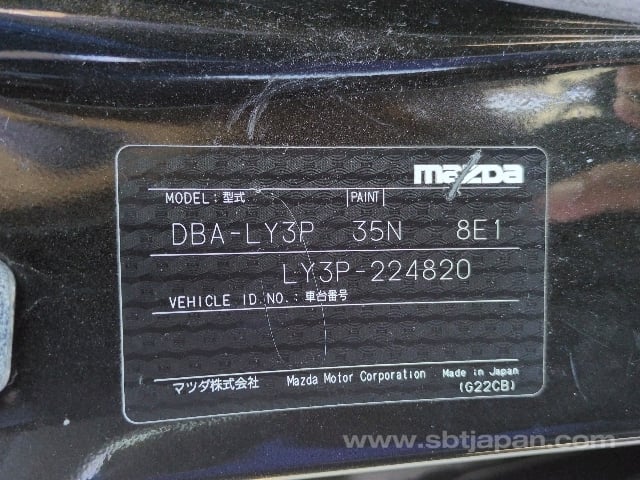 mazda
MODEL:型式 PAINT
DBA-LY3P 35N 8E1
LY3P-224820
VEHICLE ID.NO.:車台番号
マツダ株式会社 Mazda Motor Corporation Made in Japan
(G22CB)
www.sbtjapan.com